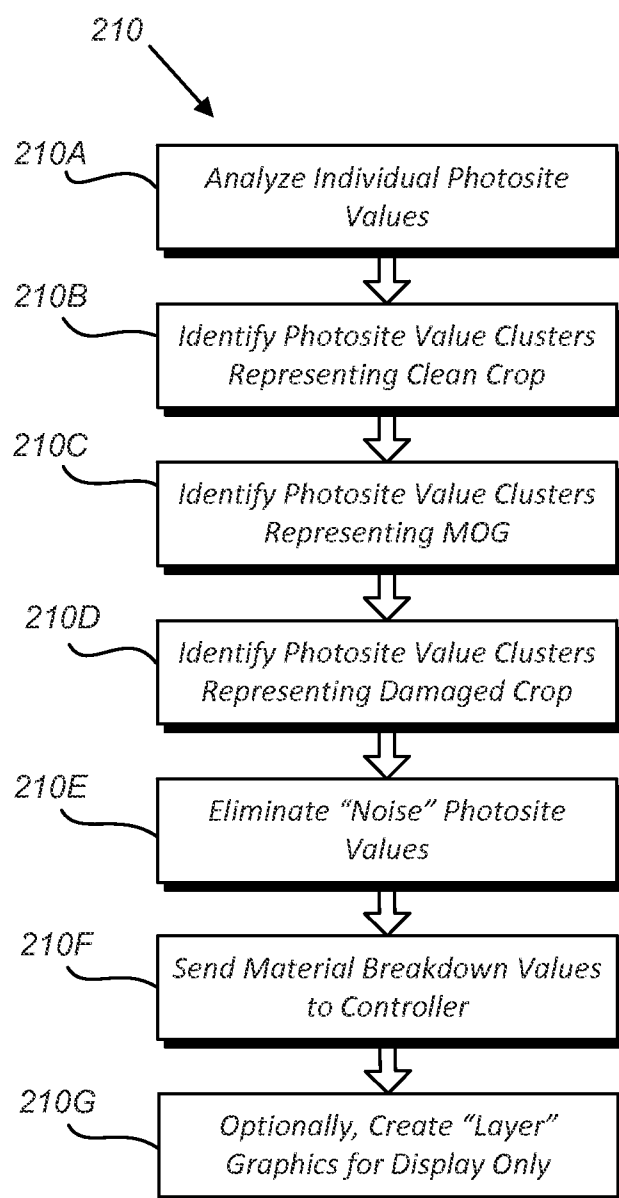 210
210A
Analyze Individual Photosite
Values
210B
Identify Photosite Value Clusters
Representing Clean Crop
210C
Identify Photosite Value Clusters
Representing MOG
210D
Identify Photosite Value Clusters
Representing Damaged Crop
210E
Eliminate “Noise” Photosite
Values
210F
Send Material Breakdown Values
to Controller
210G
Optionally, Create “Layer”
Graphics for Display Only